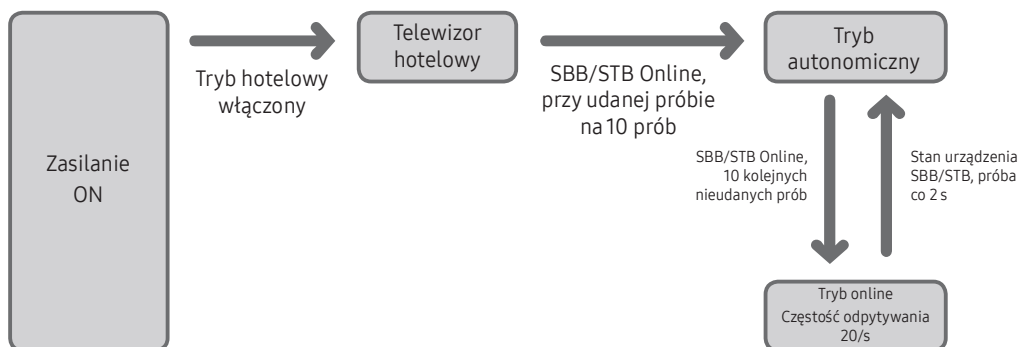 Zasilanie
ON
Tryb hotelowy
włączony
Telewizor
hotelowy
SBB/STB Online,
przy udanej próbie
na 10 prób
Tryb
autonomiczny
SBB/STB Online,
10 kolejnych
nieudanych prób
Stan urządzenia
SBB/STB, próba
co 2 s
Tryb online
Częstość odpytywania
20/s